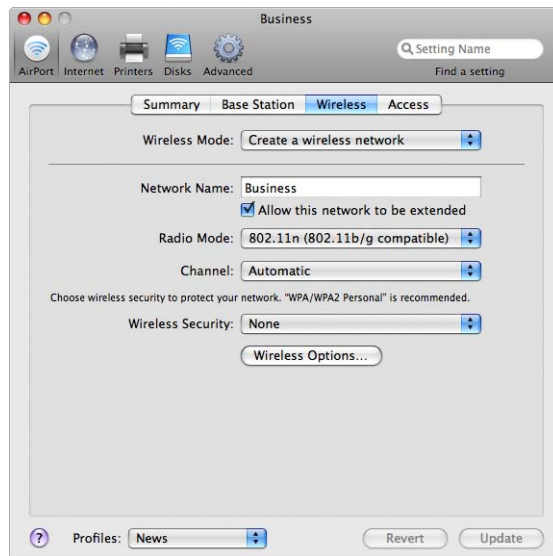 Business
Setting Name
AirPort Internet Printers Disks Advanced Find a setting
Summary Base Station Wireless Access
Wireless Mode: Create a wireless network
Network Name: Business
Allow this network to be extended
Radio Mode: 802.11n (802.11b/g compatible)
Channel: Automatic
Choose wireless security to protect your network. "WPA/WPA2 Personal" is recommended.
Wireless Security: None
Wireless Options...
? Profiles: News Revert Update